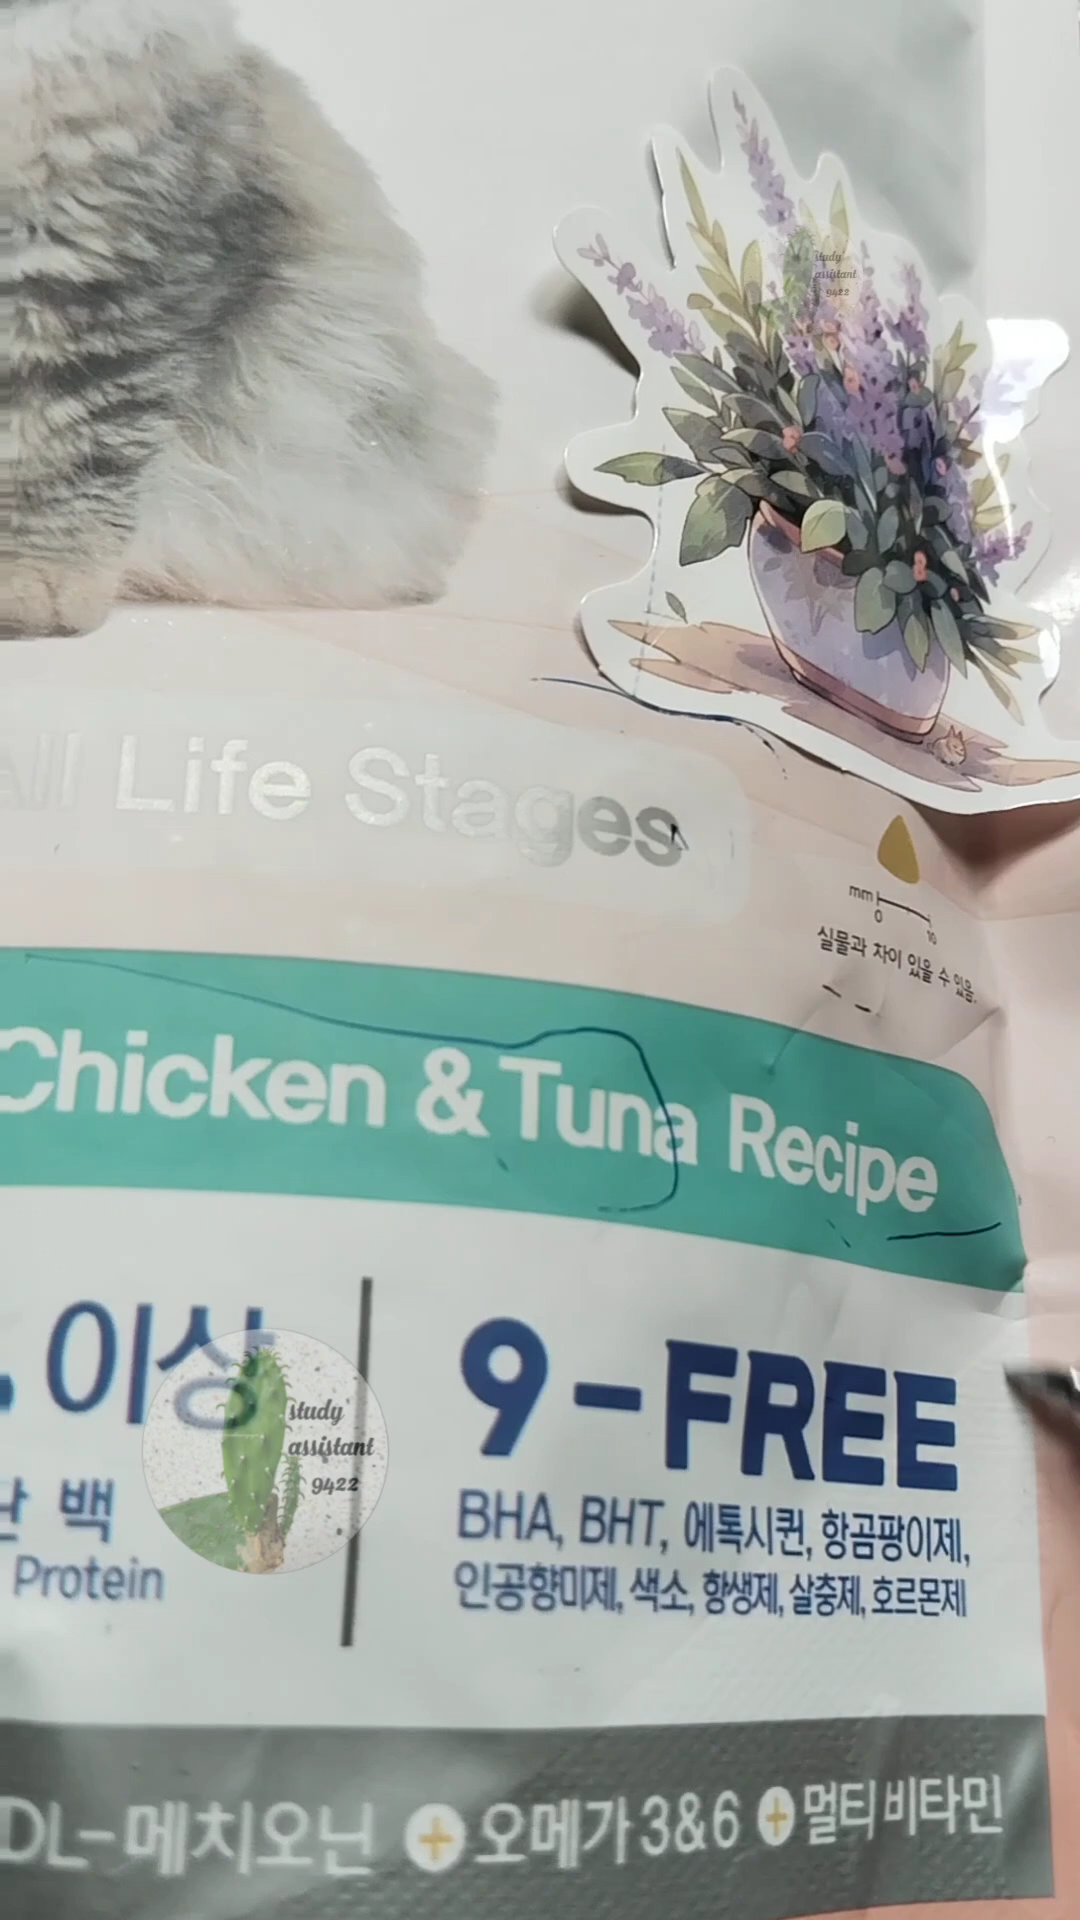 study
assistant
9422
All Life Stages
mm
0 10
실물과 차이 있을 수 있음.
Chicken & Tuna Recipe
이상
9-FREE
study
assistant
9422
BHA, BHT, 에톡시퀸, 항곰팡이제,
백
Protein
인공향미제, 색소, 항생제, 살충제, 호르몬제
DL-메치오닌 + 오메가 3&6 + 멀티비타민